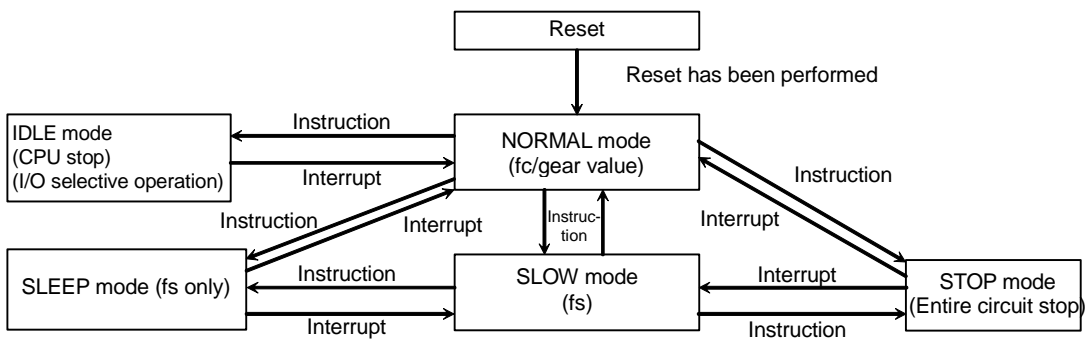 Reset
Reset has been performed
IDLE mode
(CPU stop)
(I/O selective operation)
Instruction
Interrupt
NORMAL mode
(fc/gear value)
Instruction
Interrupt
Instruction
Interrupt
Instruc-
tion
SLEEP mode (fs only)
Instruction
Interrupt
SLOW mode
(fs)
Interrupt
Instruction
STOP mode
(Entire circuit stop)